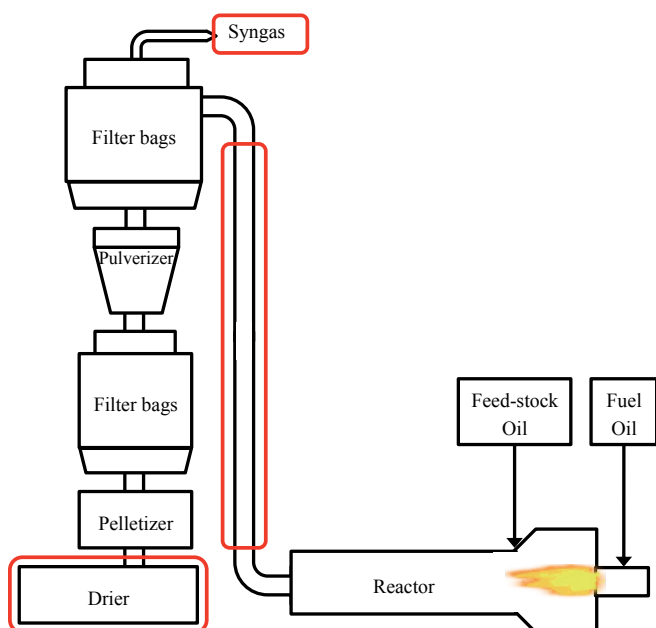 Syngas
Filter bags
Pulverizer
Filter bags
Feed-stock
Oil
Fuel
Oil
Pelletizer
Reactor
Drier